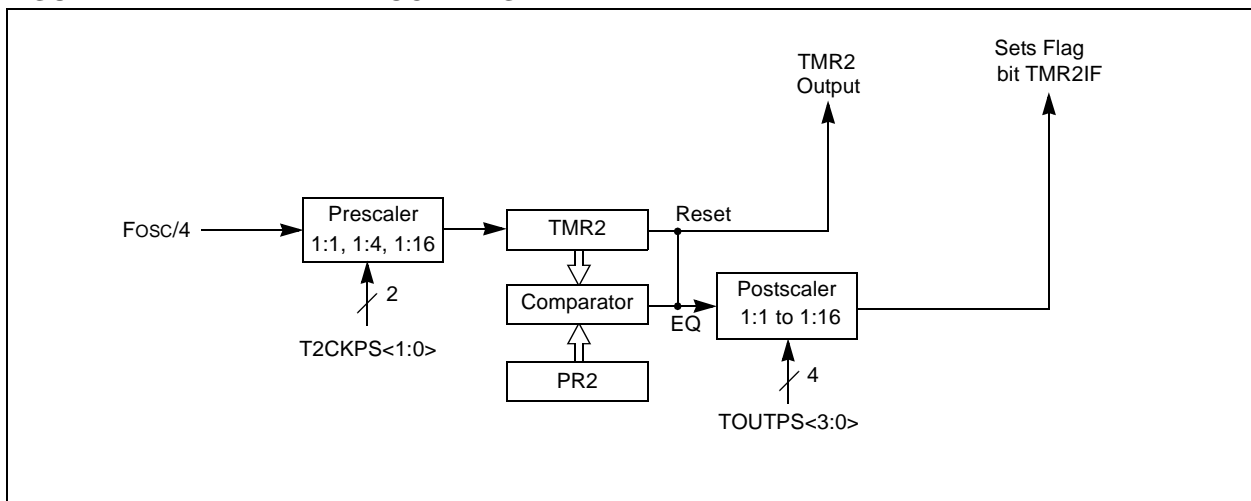 TMR2
Output
Sets Flag
bit TMR2IF
Fosc/4
Prescaler
1:1, 1:4, 1:16
2
T2CKPS<1:0>
TMR2
Reset
Comparator
EQ
PR2
Postscaler
1:1 to 1:16
4
TOUTPS<3:0>